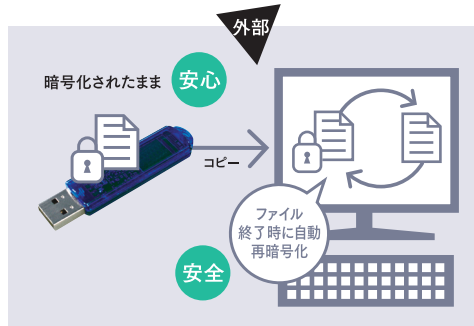 外部
暗号化されたまま
安心
コピー
ファイル
終了時に自動
再暗号化
安全